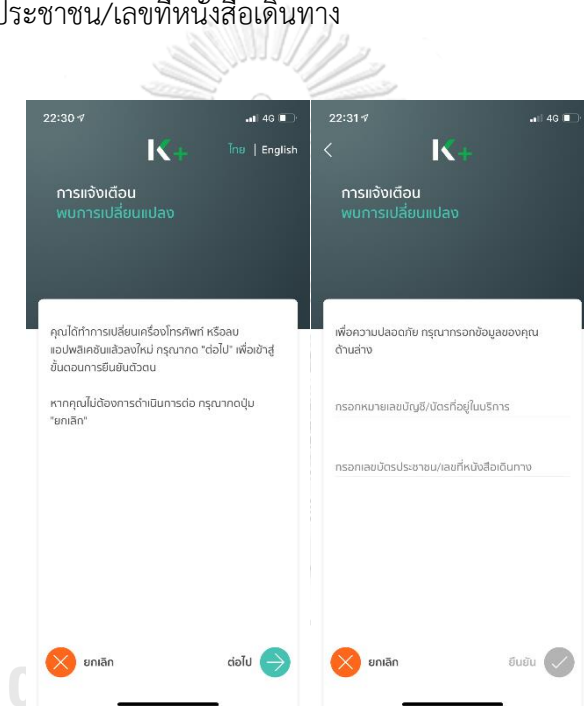 ประชาชน/เลขที่หนังสือเดินทาง
22:30
4G
K+
ไทย | English
การแจ้งเตือน
พบการเปลี่ยนแปลง
คุณได้ทำการเปลี่ยนเครื่องโทรศัพท์ หรือลบ
แอปพลิเคชันแล้วลงใหม่ กรุณากด "ต่อไป" เพื่อเข้าสู่
ขั้นตอนการยืนยันตัวตน
หากคุณไม่ต้องการดำเนินการต่อ กรุณากดปุ่ม
"ยกเลิก"
ยกเลิก
ต่อไป
22:31
4G
K+
การแจ้งเตือน
พบการเปลี่ยนแปลง
เพื่อความปลอดภัย กรุณากรอกข้อมูลของคุณ
ด้านล่าง
กรอกหมายเลขบัญชี/บัตรที่อยู่ในบริการ
กรอกเลขบัตรประชาชน/เลขที่หนังสือเดินทาง
ยกเลิก
ยืนยัน